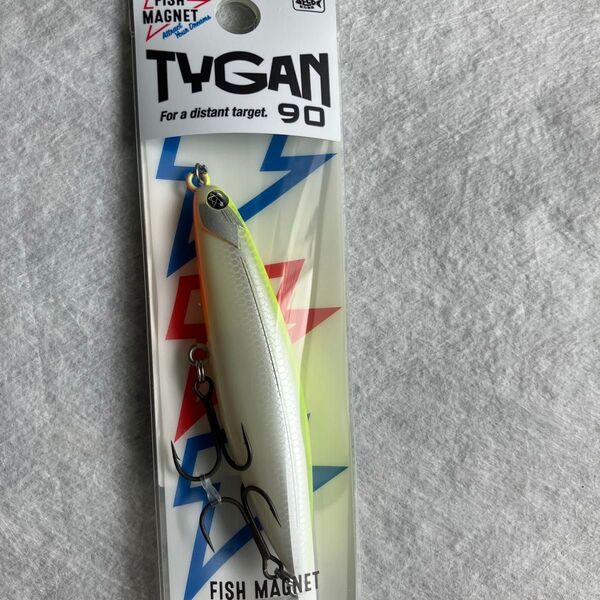 FISH
MAGNET
Attract
Your Dreams.
TYGAN
For a distant target. 90
FISH MAGNET